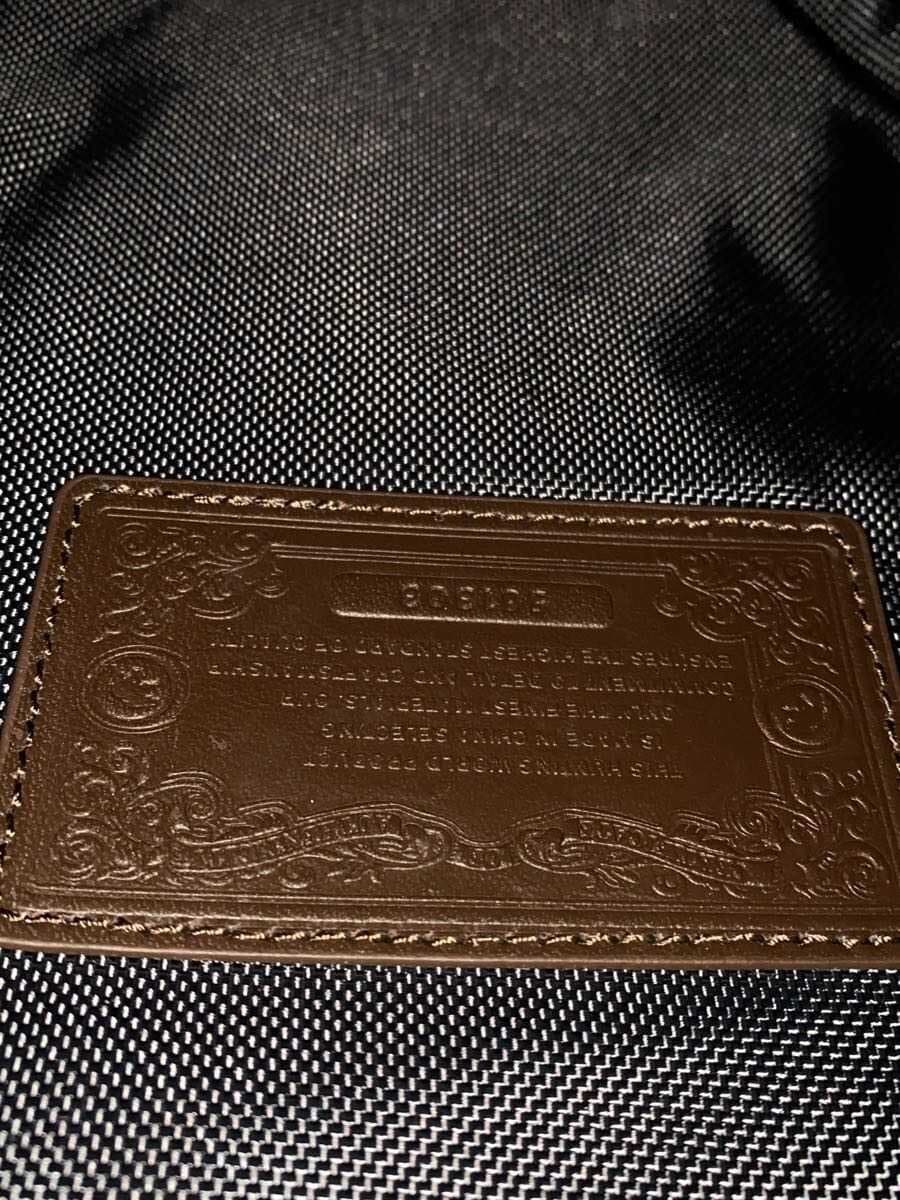 OF
THIS HUNTING WORLD PRODUCT
IS MADE IN CHINA SELECTING
ONLY THE FINEST MATERIALS. OUR
COMMITMENT TO DETAIL AND CRAFTSMANSHIP
ENSURES THE HIGHEST STANDARD OF QUALITY.